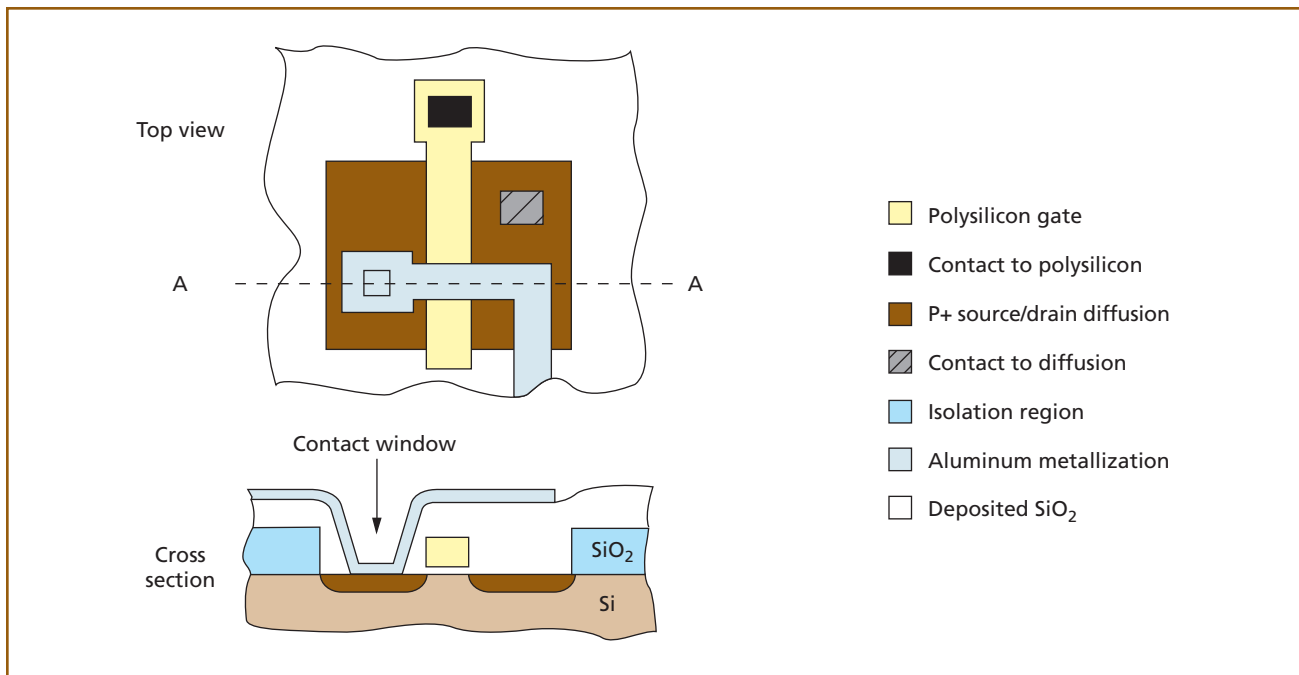 Top view
A
A
Contact window
Cross
section
SiO₂
Si
Polysilicon gate
Contact to polysilicon
P+ source/drain diffusion
Contact to diffusion
Isolation region
Aluminum metallization
Deposited SiO₂